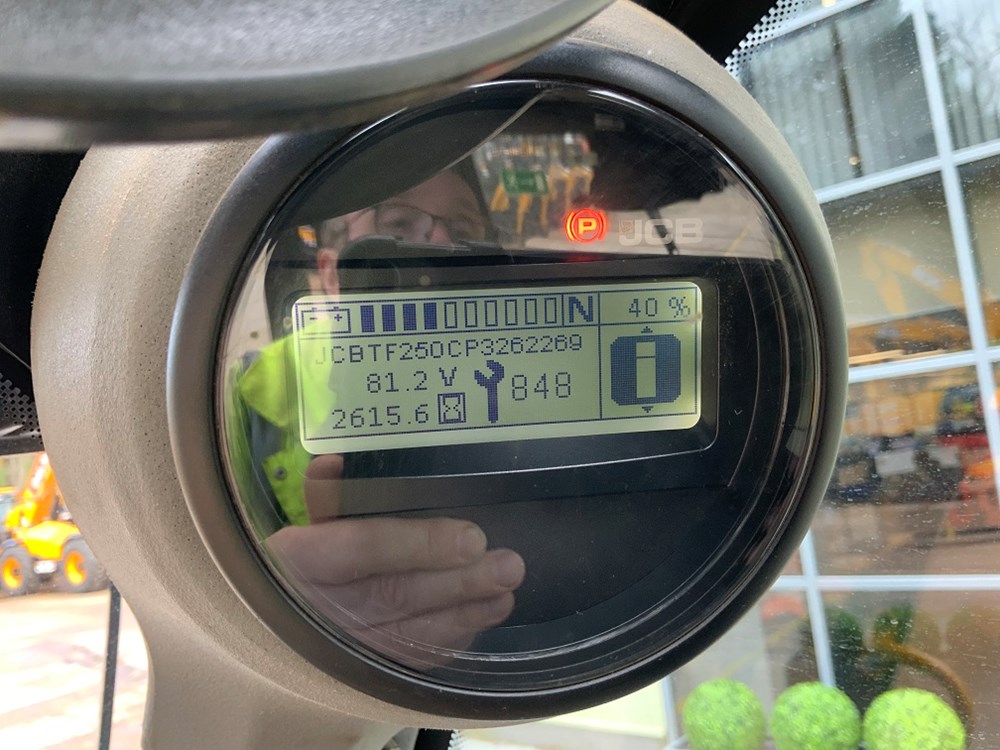 P JCB
- + N 40 %
JCBTF250CP3262269
81.2 V 848
2615.6
i